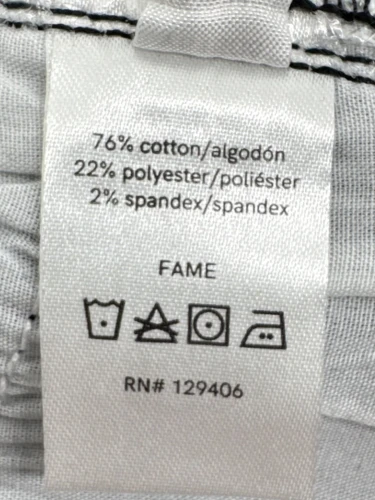 76% cotton/algodón
22% polyester/poliéster
2% spandex/spandex
FAME
RN# 129406